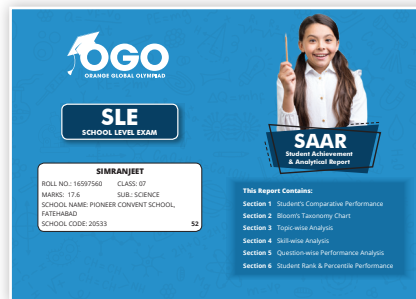 OGO
ORANGE GLOBAL OLYMPIAD
SLE
SCHOOL LEVEL EXAM
SIMRANJEET
ROLL NO.: 16597560 CLASS: 07
MARKS: 17.6 SUB.: SCIENCE
SCHOOL NAME: PIONEER CONVENT SCHOOL,
FATEHABAD
SCHOOL CODE: 20533 52
SAAR
Student Achievement
& Analytical Report
This Report Contains:
Section 1 Student's Comparative Performance
Section 2 Bloom's Taxonomy Chart
Section 3 Topic-wise Analysis
Section 4 Skill-wise Analysis
Section 5 Question-wise Performance Analysis
Section 6 Student Rank & Percentile Performance